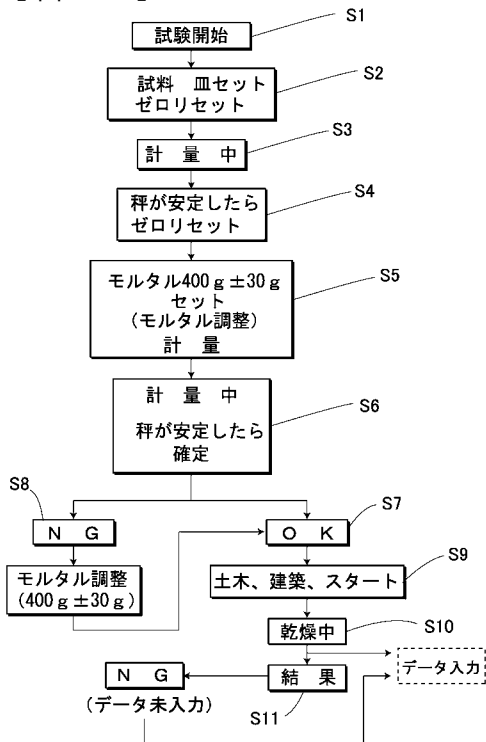 試験開始
S1
試料 皿セット
ゼロリセット
S2
計 量 中
S3
秤が安定したら
ゼロリセット
S4
モルタル400g±30g
セット
(モルタル調整)
計 量
S5
計 量 中
秤が安定したら
確定
S6
S8
N G
O K
S7
モルタル調整
(400g±30g)
土木、建築、スタート
S9
乾燥中
S10
データ入力
N G
(データ未入力)
結果
S11